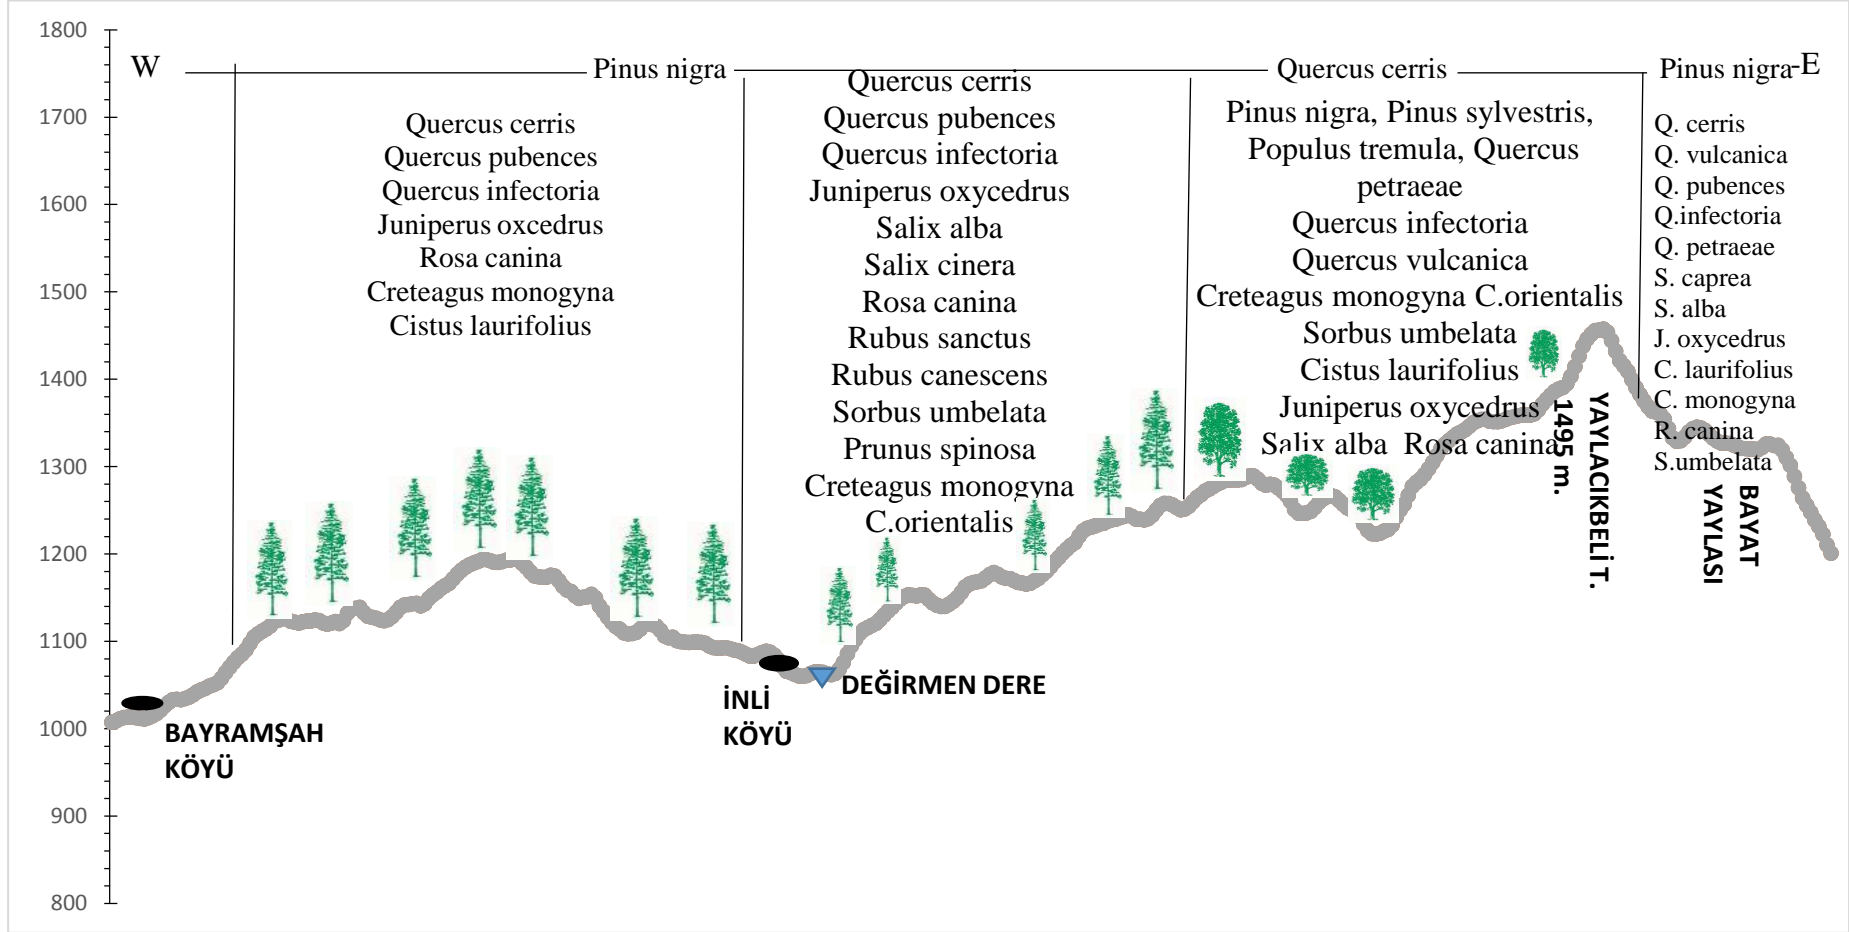 1800
1700
1600
1500
1400
1300
1200
1100
1000
900
800
W
Pinus nigra
Quercus cerris
Pinus nigra
-E
Quercus cerris
Quercus pubences
Quercus infectoria
Juniperus oxcedrus
Rosa canina
Creteagus monogyna
Cistus laurifolius
Quercus cerris
Quercus pubences
Quercus infectoria
Juniperus oxycedrus
Salix alba
Salix cinera
Rosa canina
Rubus sanctus
Rubus canescens
Sorbus umbelata
Prunus spinosa
Creteagus monogyna
C.orientalis
Pinus nigra, Pinus sylvestris,
Populus tremula, Quercus
petraeae
Quercus infectoria
Quercus vulcanica
Creteagus monogyna C.orientalis
Sorbus umbelata
Cistus laurifolius
Juniperus oxycedrus
Salix alba Rosa canina
Q. cerris
Q. vulcanica
Q. pubences
Q.infectoria
Q. petraeae
S. caprea
S. alba
J. oxycedrus
C. laurifolius
C. monogyna
R. canina
S.umbelata
BAYRAMŞAH
KÖYÜ
İNLİ
KÖYÜ
DEĞİRMEN DERE
YAYLACIKBELİ T.
1495 m.
BAYAT
YAYLASI